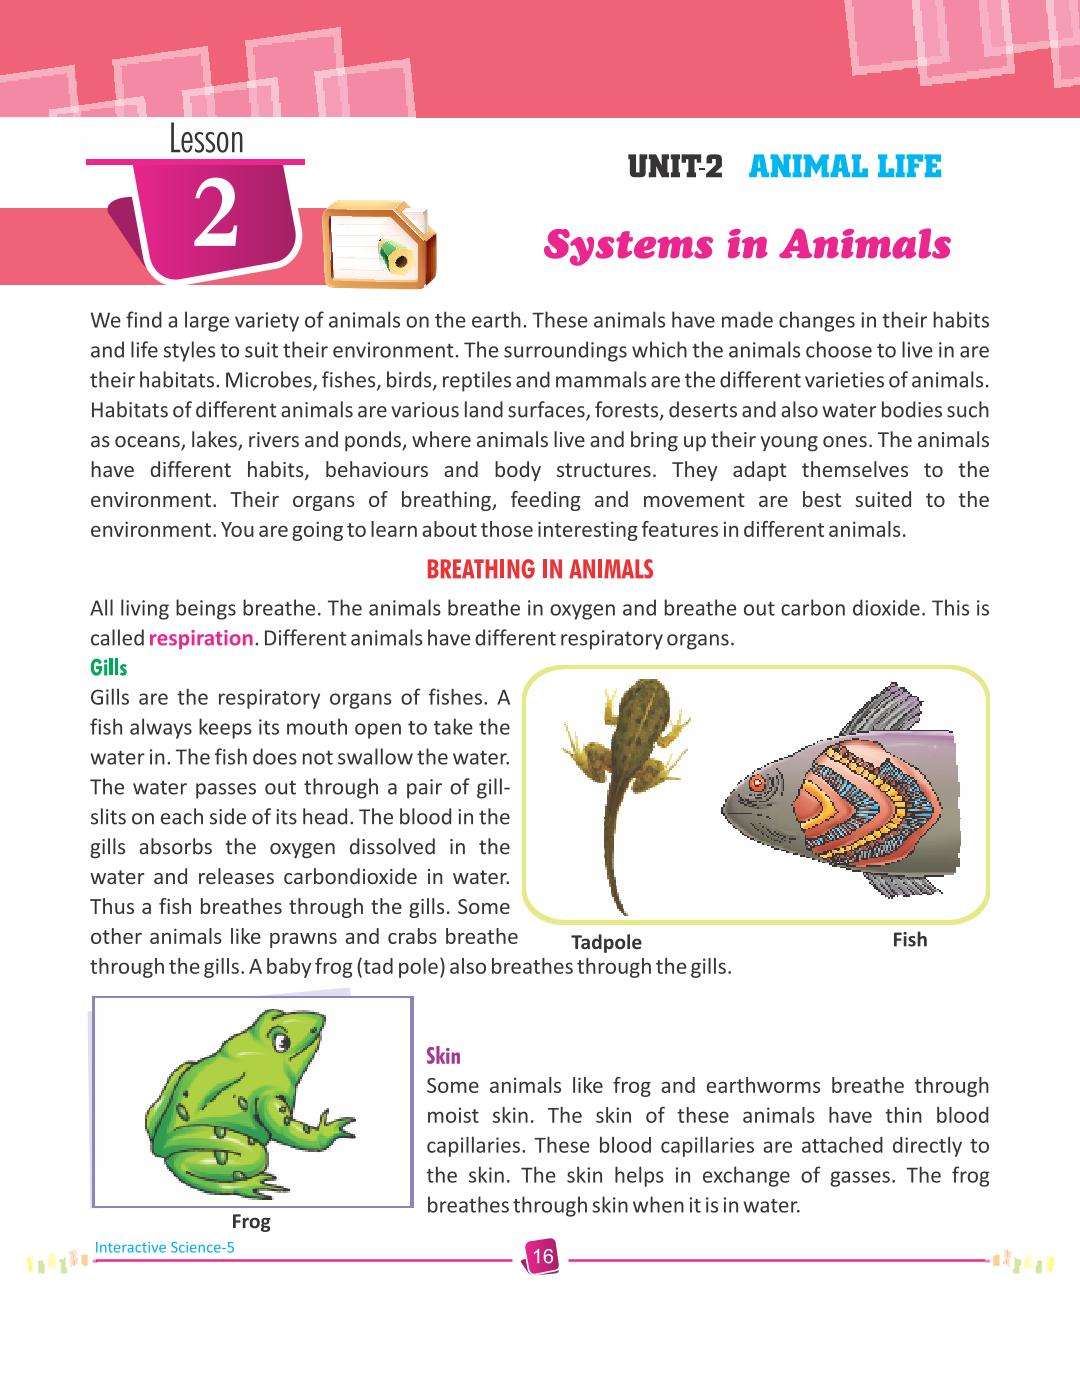 Lesson
2
UNIT-2 ANIMAL LIFE
Systems in Animals
We find a large variety of animals on the earth. These animals have made changes in their habits
and life styles to suit their environment. The surroundings which the animals choose to live in are
their habitats. Microbes, fishes, birds, reptiles and mammals are the different varieties of animals.
Habitats of different animals are various land surfaces, forests, deserts and also water bodies such
as oceans, lakes, rivers and ponds, where animals live and bring up their young ones. The animals
have different habits, behaviours and body structures. They adapt themselves to the
environment. Their organs of breathing, feeding and movement are best suited to the
environment. You are going to learn about those interesting features in different animals.
BREATHING IN ANIMALS
All living beings breathe. The animals breathe in oxygen and breathe out carbon dioxide. This is
called respiration. Different animals have different respiratory organs.
Gills
Gills are the respiratory organs of fishes. A
fish always keeps its mouth open to take the
water in. The fish does not swallow the water.
The water passes out through a pair of gill-
slits on each side of its head. The blood in the
gills absorbs the oxygen dissolved in the
water and releases carbondioxide in water.
Thus a fish breathes through the gills. Some
other animals like prawns and crabs breathe
through the gills. A baby frog (tad pole) also breathes through the gills.
Tadpole
Fish
Skin
Some animals like frog and earthworms breathe through
moist skin. The skin of these animals have thin blood
capillaries. These blood capillaries are attached directly to
the skin. The skin helps in exchange of gasses. The frog
breathes through skin when it is in water.
Frog
Interactive Science-5
16